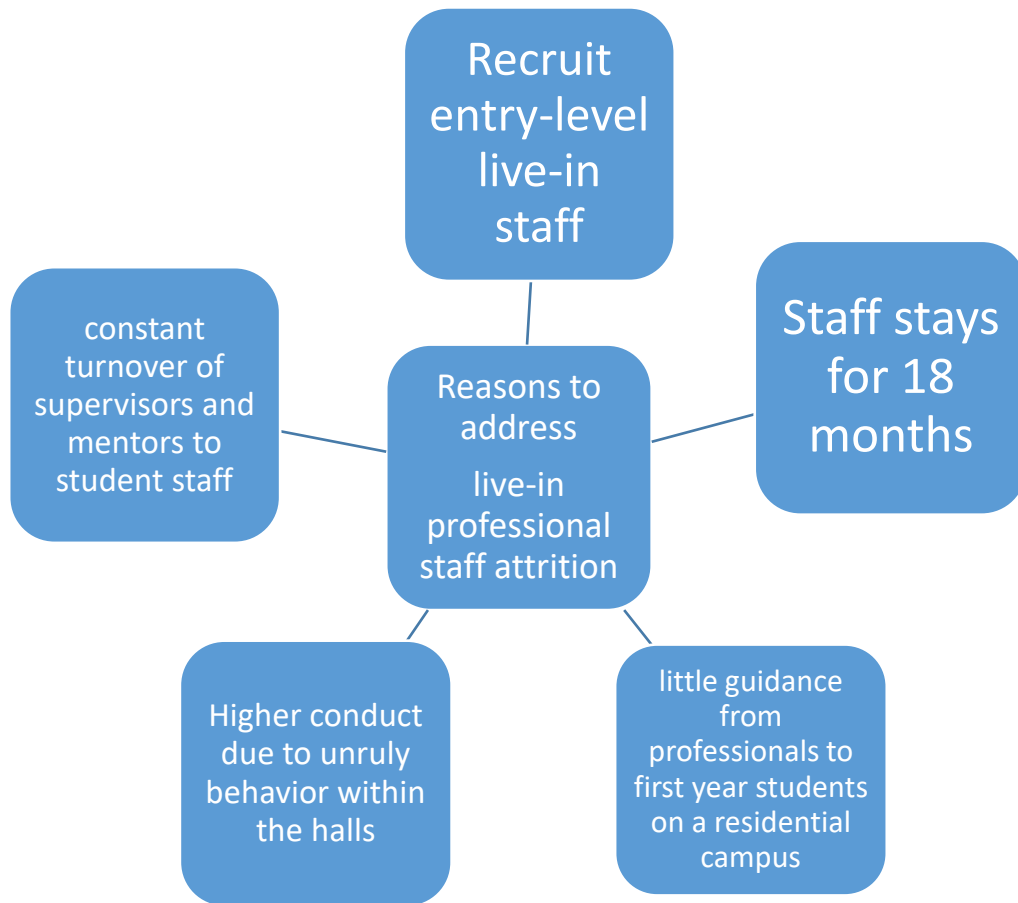 Recruit
entry-level
live-in
staff
Staff stays
for 18
months
constant
turnover of
supervisors and
mentors to
student staff
Reasons to
address
live-in
professional
staff attrition
Higher conduct
due to unruly
behavior within
the halls
little guidance
from
professionals to
first year students
on a residential
campus